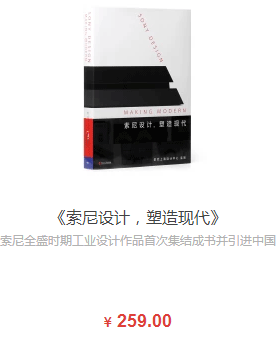 SONY DESIGN
MAKING MODERN
索尼设计,塑造现代
《索尼设计,塑造现代》
索尼全盛时期工业设计作品首次集结成书并引进中国
¥ 259.00